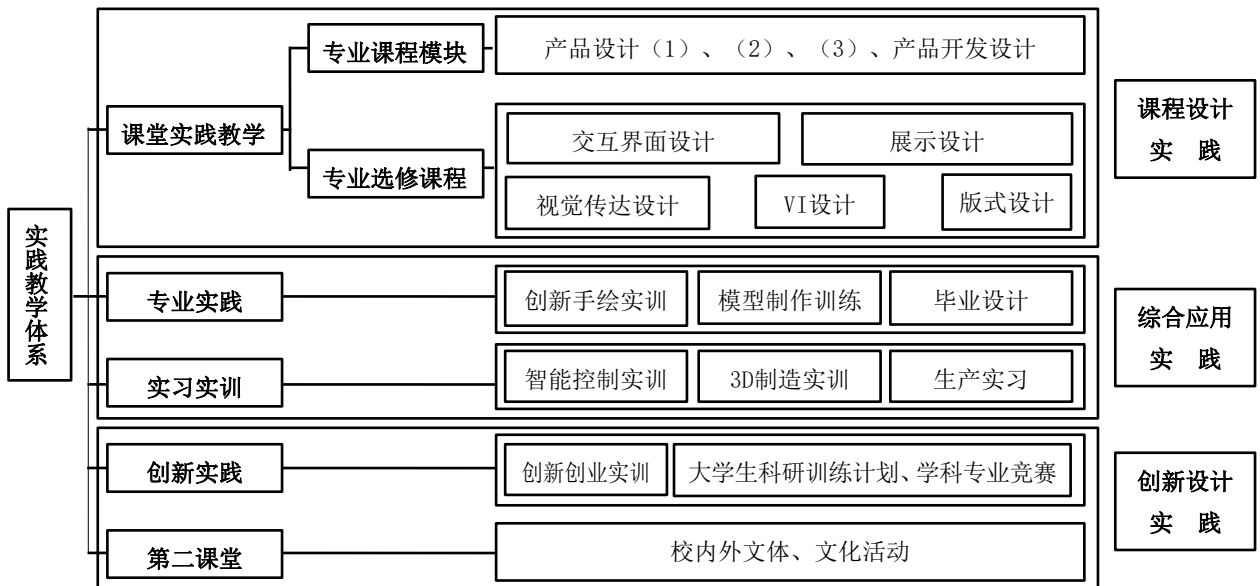 实践教学体系
课堂实践教学
专业课程模块
产品设计（1）、（2）、（3）、产品开发设计
专业选修课程
交互界面设计
展示设计
视觉传达设计
VI设计
版式设计
课程设计
实 践
专业实践
创新手绘实训
模型制作训练
毕业设计
实习实训
智能控制实训
3D制造实训
生产实习
综合应用
实 践
创新实践
创新创业实训
大学生科研训练计划、学科专业竞赛
第二课堂
校内外文体、文化活动
创新设计
实 践